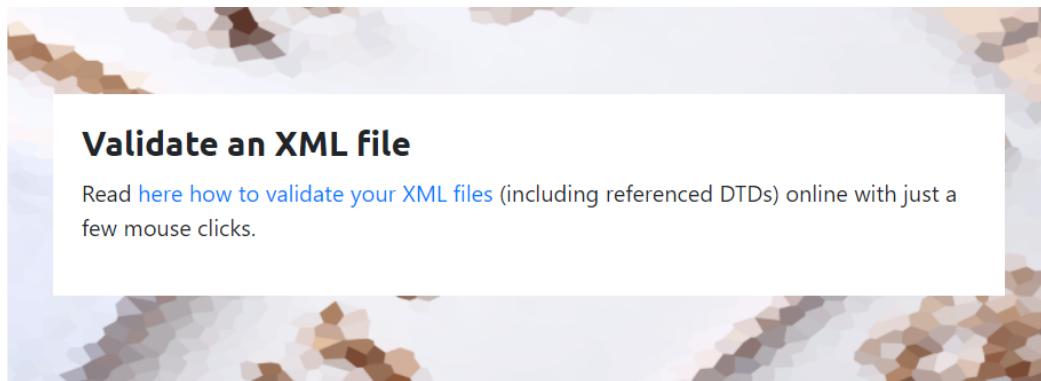 Validate an XML file
Read here how to validate your XML files (including referenced DTDs) online with just a
few mouse clicks.